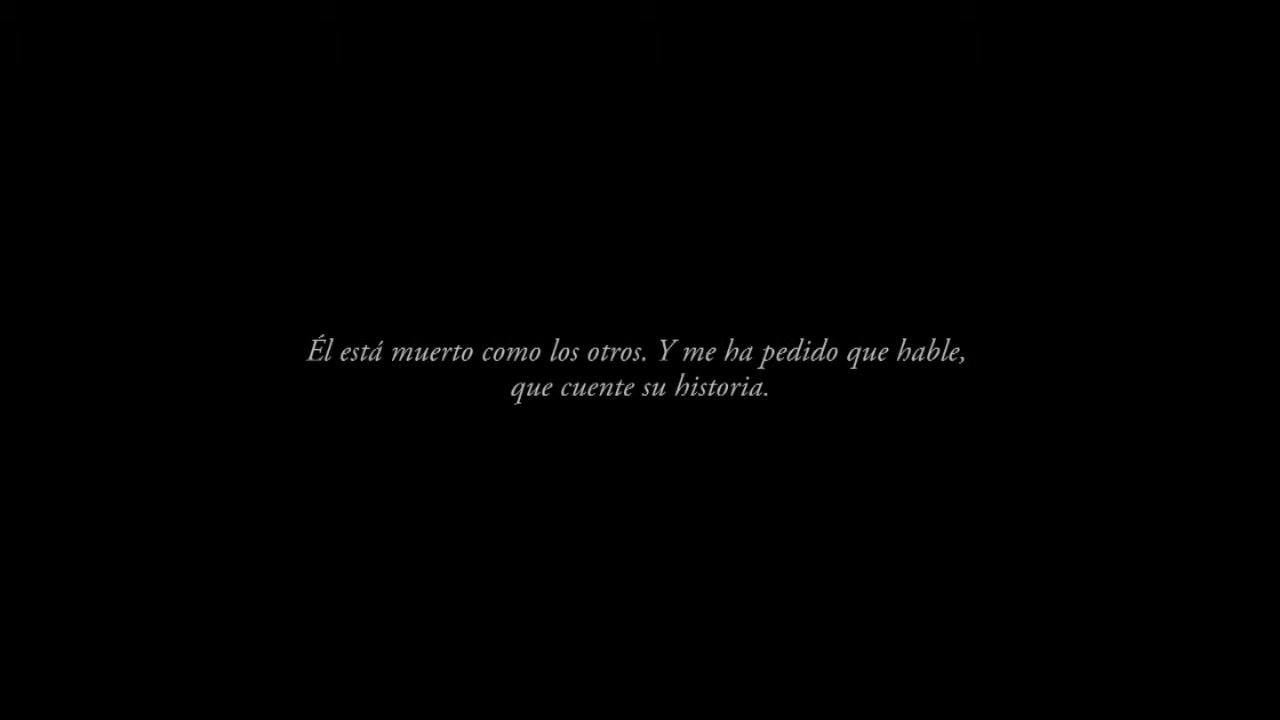 Él está muerto como los otros. Y me ha pedido que hable,
que cuente su historia.